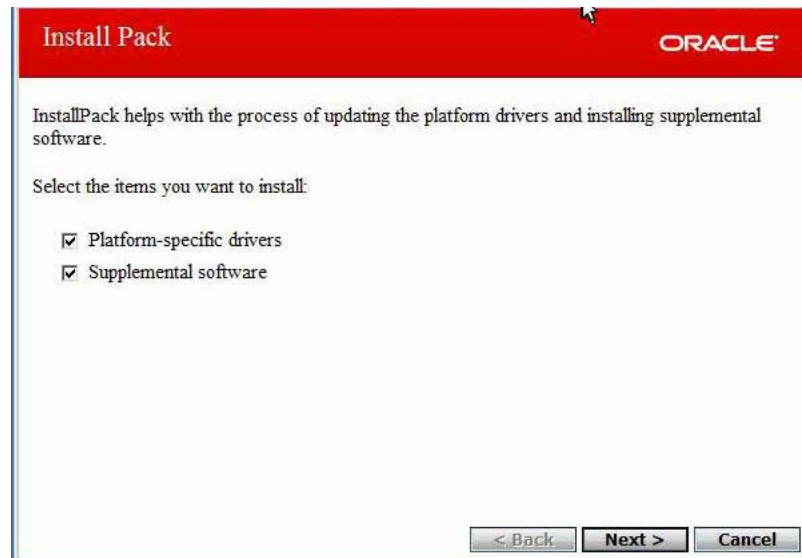 Install Pack
ORACLE
InstallPack helps with the process of updating the platform drivers and installing supplemental
software.
Select the items you want to install:
Platform-specific drivers
Supplemental software
< Back Next > Cancel